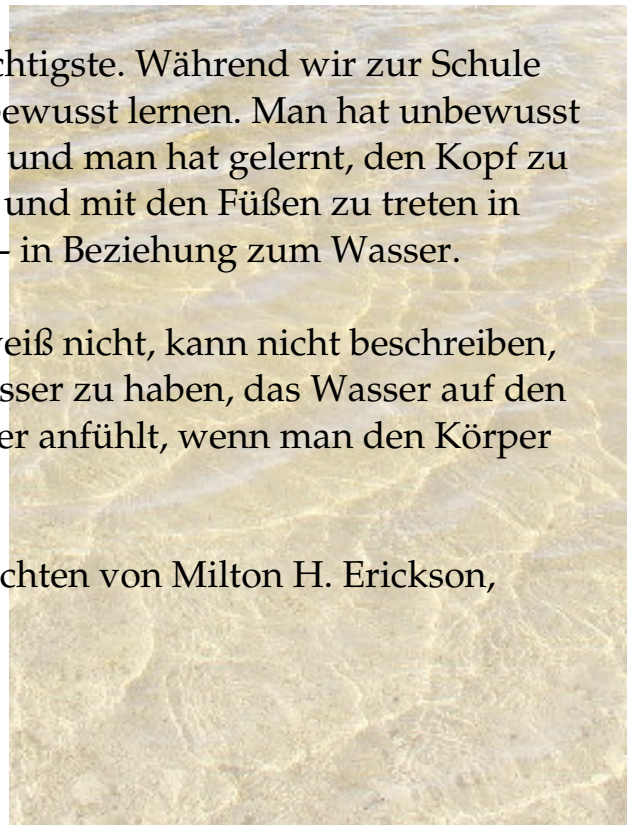 chtigste. Während wir zur Schule
ewusst lernen. Man hat unbewusst
und man hat gelernt, den Kopf zu
und mit den Füßen zu treten in
– in Beziehung zum Wasser.
eiß nicht, kann nicht beschreiben,
sser zu haben, das Wasser auf den
er anfühlt, wenn man den Körper
chten von Milton H. Erickson,